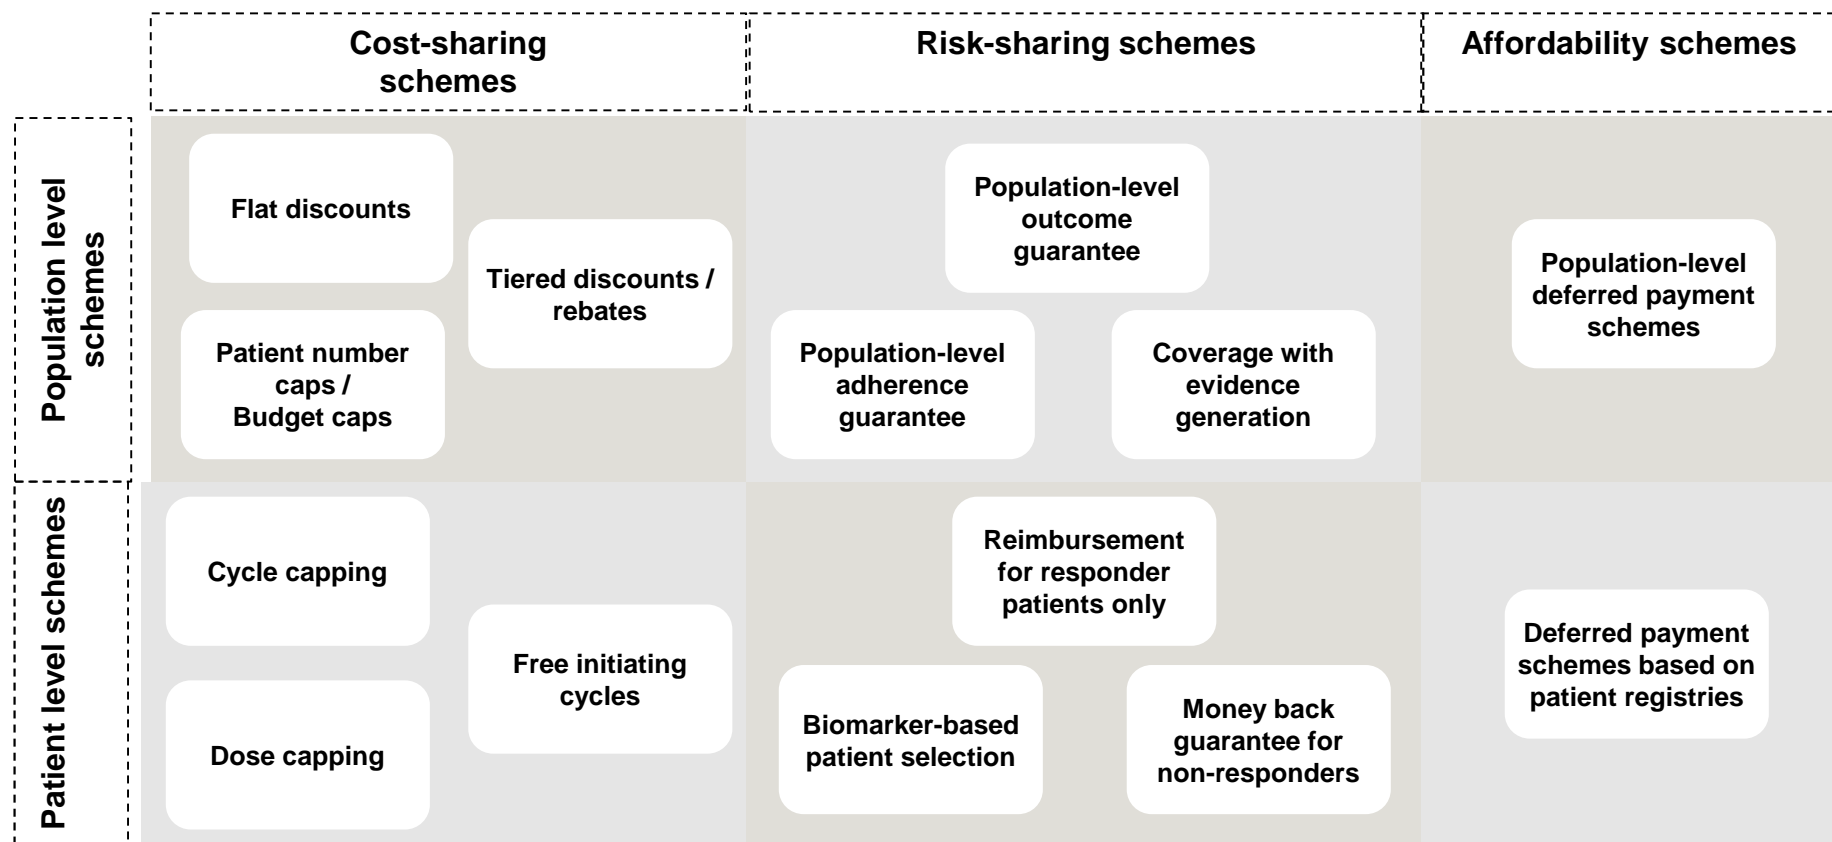 Cost-sharing
schemes
Risk-sharing schemes
Affordability schemes
Population level
schemes
Flat discounts
Tiered discounts /
rebates
Patient number
caps /
Budget caps
Population-level
outcome
guarantee
Population-level
adherence
guarantee
Coverage with
evidence
generation
Population-level
deferred payment
schemes
Patient level schemes
Cycle capping
Free initiating
cycles
Dose capping
Reimbursement
for responder
patients only
Biomarker-based
patient selection
Money back
guarantee for
non-responders
Deferred payment
schemes based on
patient registries